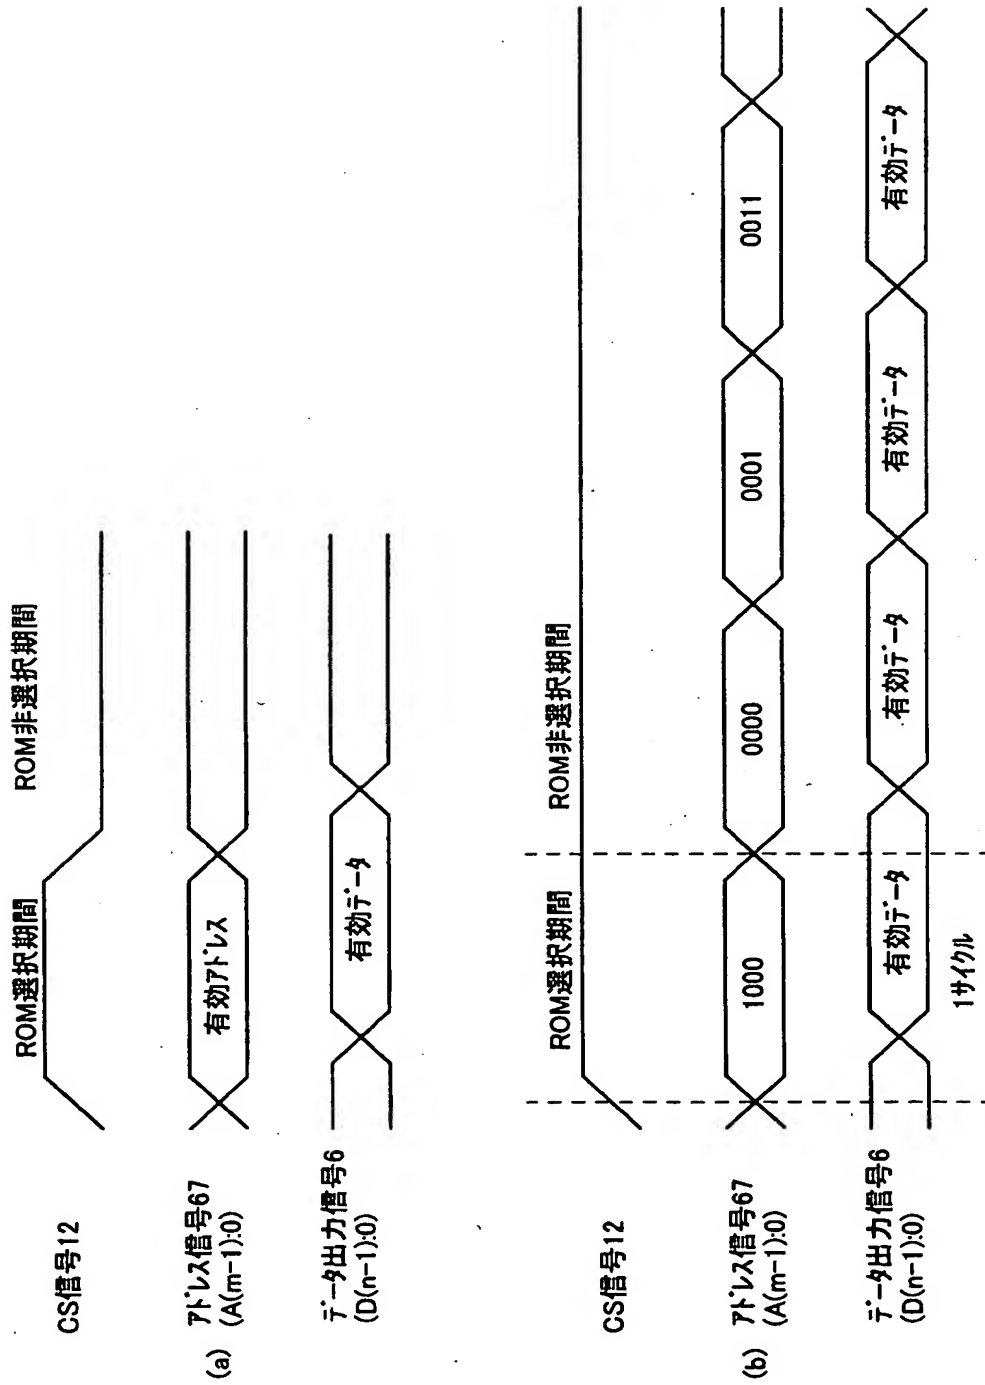 ROM選択期間
ROM非選択期間
CS信号12
有効アドレス
アドレス信号67
(A(m-1):0)
(a)
有効データ
データ出力信号6
(D(n-1):0)
ROM選択期間
ROM非選択期間
CS信号12
1000
0000
0001
0011
アドレス信号67
(A(m-1):0)
(b)
有効データ
有効データ
有効データ
有効データ
データ出力信号6
(D(n-1):0)
1サイクル